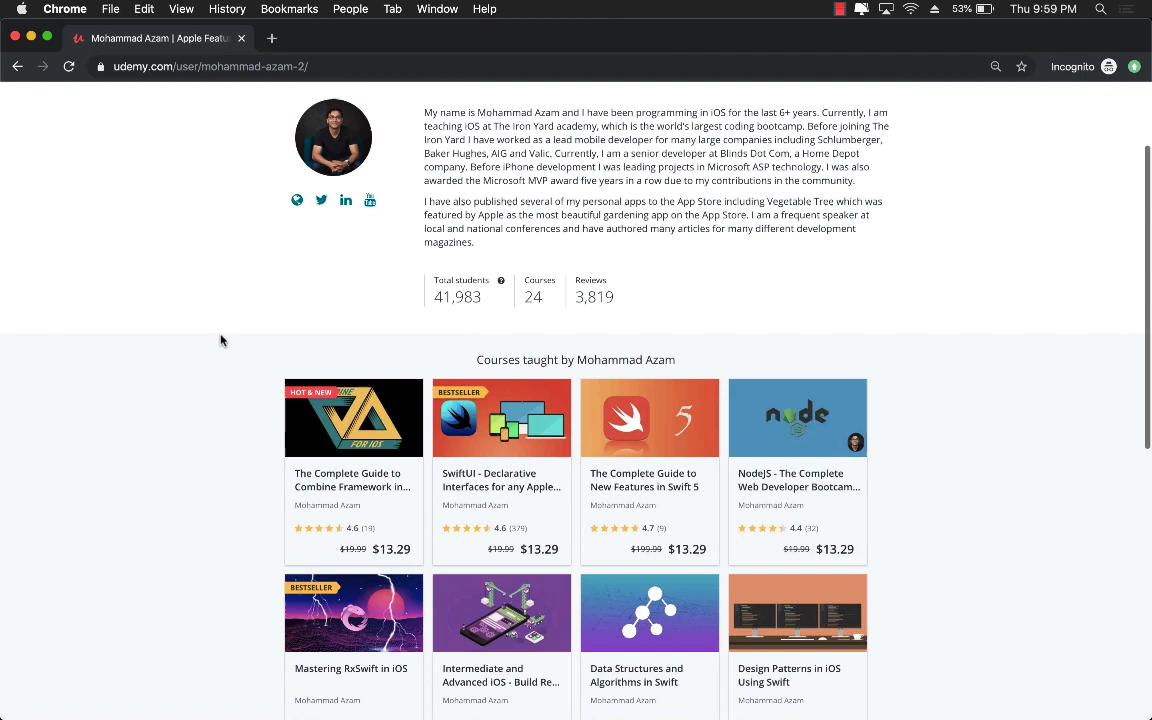 Chrome File Edit View History Bookmarks People Tab Window Help 53% Thu 9:59 PM
Mohammad Azam | Apple Featu
udemy.com/user/mohammad-azam-2/ Incognito
My name is Mohammad Azam and I have been programming in iOS for the last 6+ years. Currently, I am
teaching iOS at The Iron Yard academy, which is the world's largest coding bootcamp. Before joining The
Iron Yard I have worked as a lead mobile developer for many large companies including Schlumberger,
Baker Hughes, AIG and Valic. Currently, I am a senior developer at Blinds Dot Com, a Home Depot
company. Before iPhone development I was leading projects in Microsoft ASP technology. I was also
awarded the Microsoft MVP award five years in a row due to my contributions in the community.
I have also published several of my personal apps to the App Store including Vegetable Tree which was
featured by Apple as the most beautiful gardening app on the App Store. I am a frequent speaker at
local and national conferences and have authored many articles for many different development
magazines.
You Tube
Total students Courses Reviews
41,983 24 3,819
Courses taught by Mohammad Azam
HOT & NEW
FOR IOS
The Complete Guide to
Combine Framework in...
Mohammad Azam
4.6 (19)
$19.99 $13.29
BESTSELLER
SwiftUI - Declarative
Interfaces for any Apple...
Mohammad Azam
4.6 (379)
$19.99 $13.29
5
The Complete Guide to
New Features in Swift 5
Mohammad Azam
4.7 (9)
$199.99 $13.29
node
NodeJS - The Complete
Web Developer Bootcam...
Mohammad Azam
4.4 (32)
$19.99 $13.29
BESTSELLER
Mastering RxSwift in iOS
Mohammad Azam
Intermediate and
Advanced iOS - Build Re...
Mohammad Azam
Data Structures and
Algorithms in Swift
Mohammad Azam
Design Patterns in iOS
Using Swift
Mohammad Azam